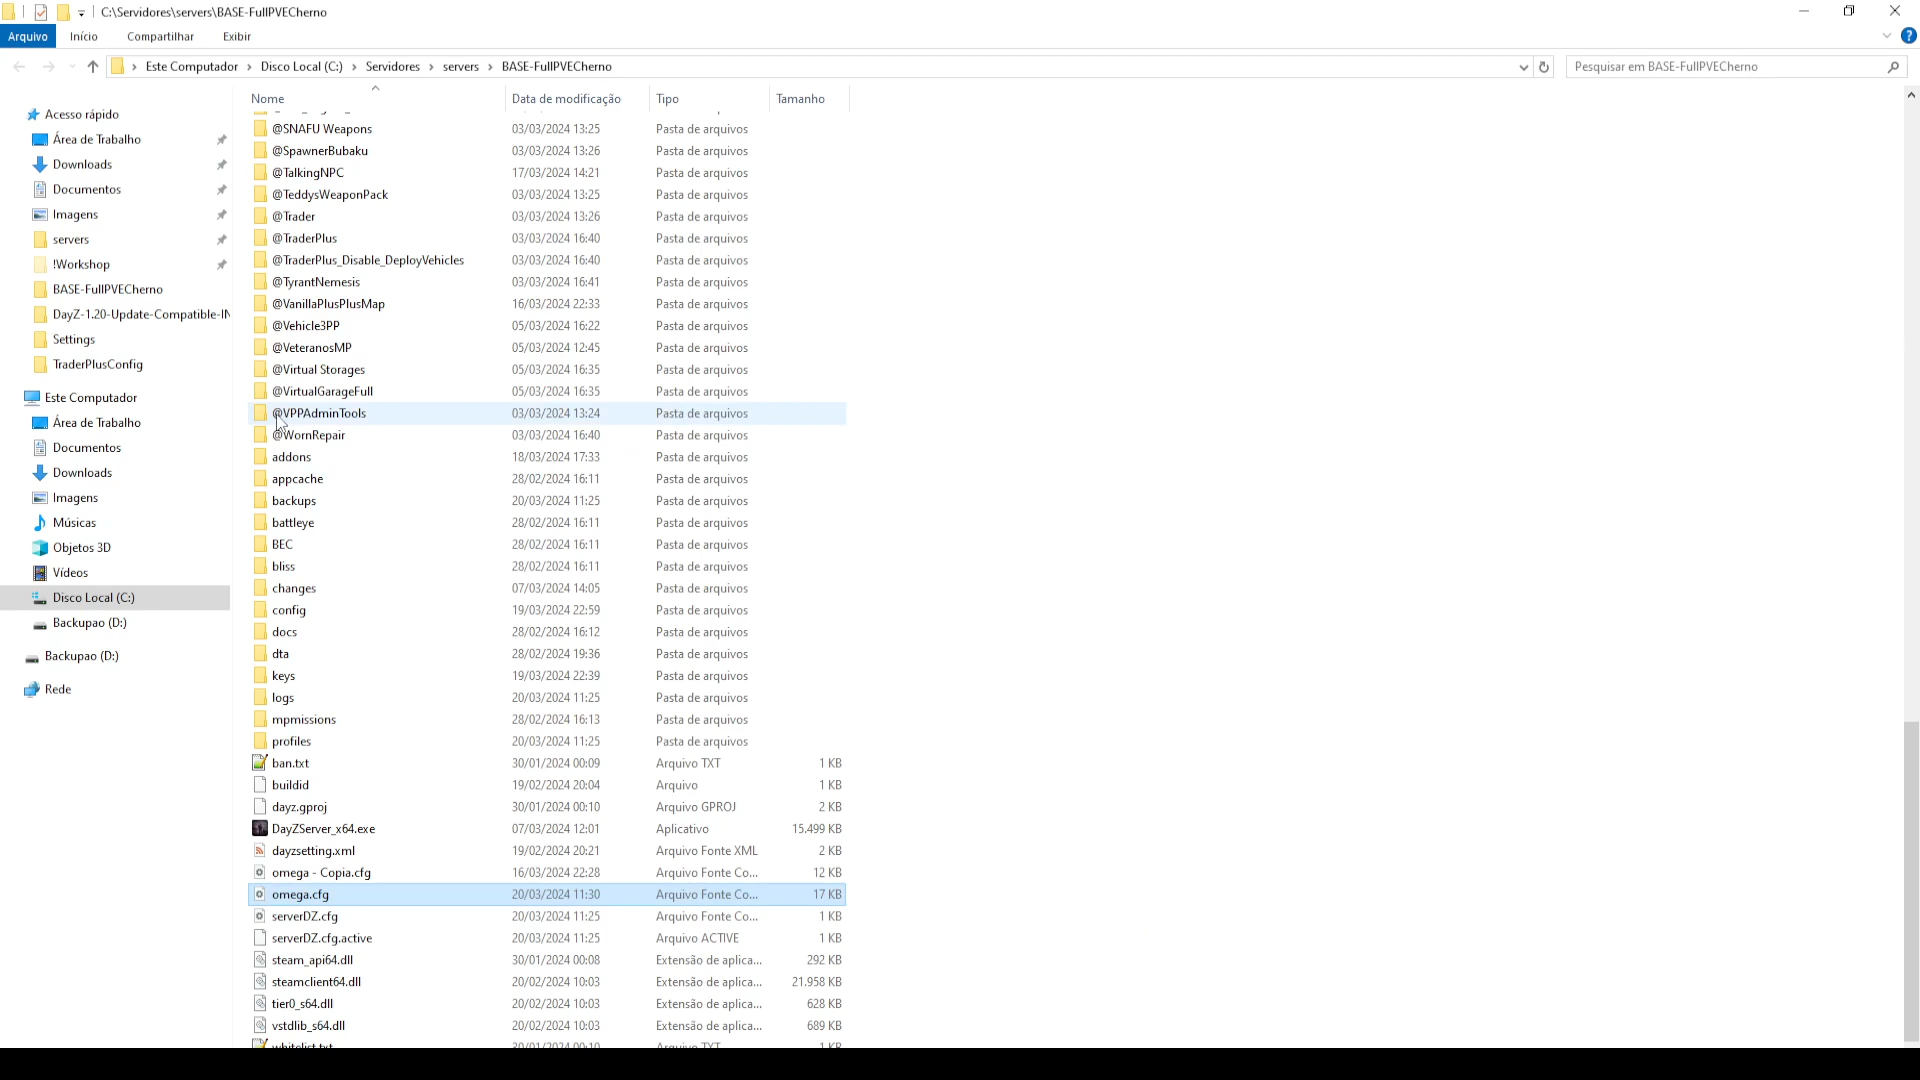 C:\Servidores\servers\BASE-FullPVECherno
Arquivo Início Compartilhar Exibir
Este Computador Disco Local (C:) Servidores servers BASE-FullPVECherno
Pesquisar em BASE-FullPVECherno
Acesso rápido
Área de Trabalho
Downloads
Documentos
Imagens
servers
!Workshop
BASE-FullPVECherno
DayZ-1.20-Update-Compatible-IN
Settings
TraderPlusConfig
Este Computador
Área de Trabalho
Documentos
Downloads
Imagens
Músicas
Objetos 3D
Vídeos
Disco Local (C:)
Backupao (D:)
Backupao (D:)
Rede
Nome Data de modificação Tipo Tamanho
@SNAFU Weapons 03/03/2024 13:25 Pasta de arquivos
@SpawnerBubaku 03/03/2024 13:26 Pasta de arquivos
@TalkingNPC 17/03/2024 14:21 Pasta de arquivos
@TeddysWeaponPack 03/03/2024 13:25 Pasta de arquivos
@Trader 03/03/2024 13:26 Pasta de arquivos
@TraderPlus 03/03/2024 16:40 Pasta de arquivos
@TraderPlus_Disable_DeployVehicles 03/03/2024 16:40 Pasta de arquivos
@TyrantNemesis 03/03/2024 16:41 Pasta de arquivos
@VanillaPlusPlusMap 16/03/2024 22:33 Pasta de arquivos
@Vehicle3PP 05/03/2024 16:22 Pasta de arquivos
@VeteranosMP 05/03/2024 12:45 Pasta de arquivos
@Virtual Storages 05/03/2024 16:35 Pasta de arquivos
@VirtualGarageFull 05/03/2024 16:35 Pasta de arquivos
@VPPAdminTools 03/03/2024 13:24 Pasta de arquivos
@WornRepair 03/03/2024 16:40 Pasta de arquivos
addons 18/03/2024 17:33 Pasta de arquivos
appcache 28/02/2024 16:11 Pasta de arquivos
backups 20/03/2024 11:25 Pasta de arquivos
battleye 28/02/2024 16:11 Pasta de arquivos
BEC 28/02/2024 16:11 Pasta de arquivos
bliss 28/02/2024 16:11 Pasta de arquivos
changes 07/03/2024 14:05 Pasta de arquivos
config 19/03/2024 22:59 Pasta de arquivos
docs 28/02/2024 16:12 Pasta de arquivos
dta 28/02/2024 19:36 Pasta de arquivos
keys 19/03/2024 22:39 Pasta de arquivos
logs 20/03/2024 11:25 Pasta de arquivos
mpmissions 28/02/2024 16:13 Pasta de arquivos
profiles 20/03/2024 11:25 Pasta de arquivos
ban.txt 30/01/2024 00:09 Arquivo TXT 1 KB
buildid 19/02/2024 20:04 Arquivo 1 KB
dayz.gproj 30/01/2024 00:10 Arquivo GPROJ 2 KB
DayZServer_x64.exe 07/03/2024 12:01 Aplicativo 15.499 KB
dayzsetting.xml 19/02/2024 20:21 Arquivo Fonte XML 2 KB
omega - Copia.cfg 16/03/2024 22:28 Arquivo Fonte Co... 12 KB
omega.cfg 20/03/2024 11:30 Arquivo Fonte Co... 17 KB
serverDZ.cfg 20/03/2024 11:25 Arquivo Fonte Co... 1 KB
serverDZ.cfg.active 20/03/2024 11:25 Arquivo ACTIVE 1 KB
steam_api64.dll 30/01/2024 00:08 Extensão de aplica... 292 KB
steamclient64.dll 20/02/2024 10:03 Extensão de aplica... 21.958 KB
tier0_s64.dll 20/02/2024 10:03 Extensão de aplica... 628 KB
vstdlib_s64.dll 20/02/2024 10:03 Extensão de aplica... 689 KB
whitelist.txt 30/01/2024 00:10 Arquivo TXT 1 KB